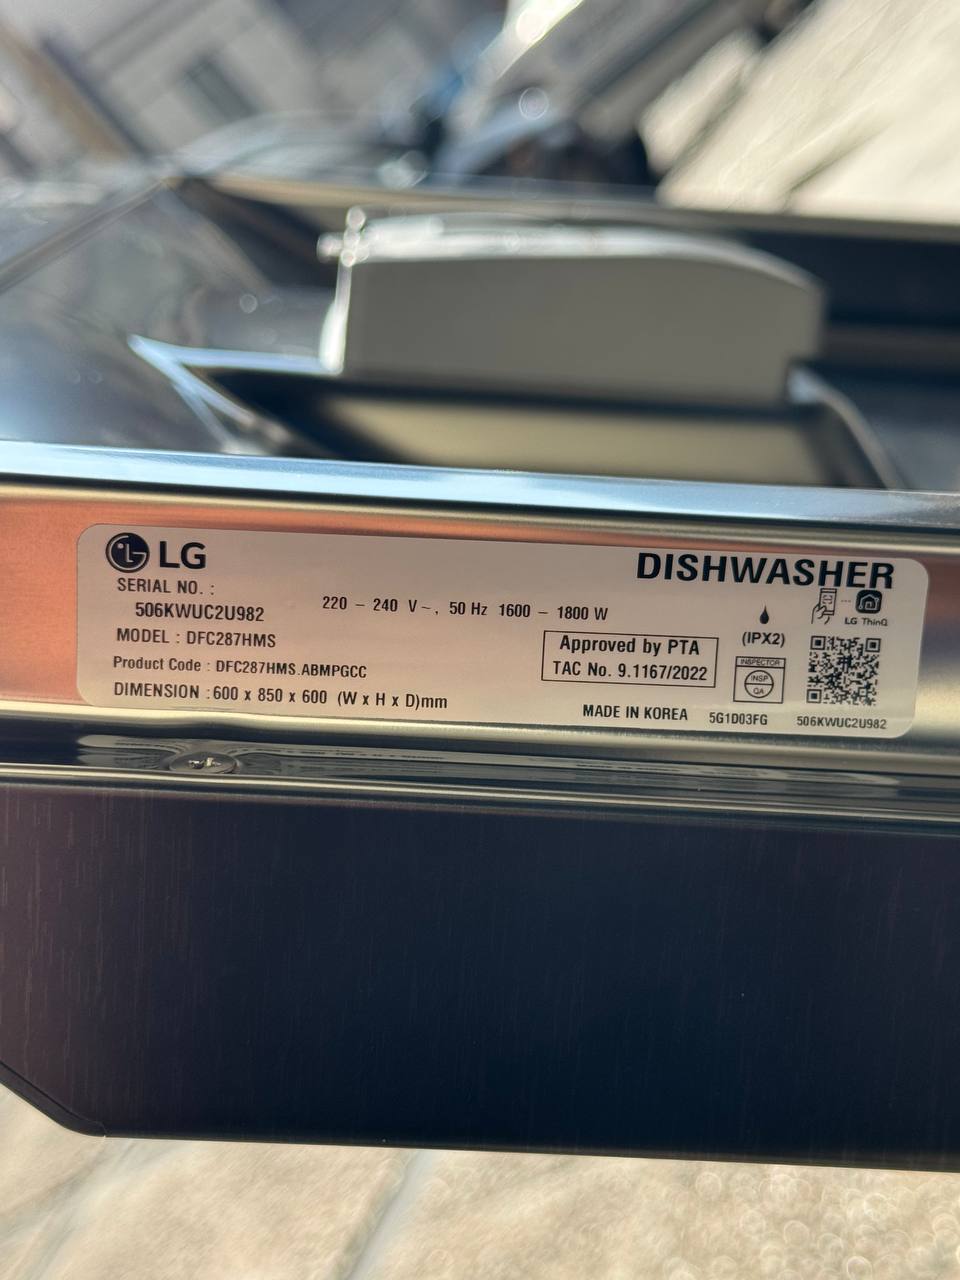 LG
DISHWASHER
SERIAL NO. :
506KWUC2U982
220 - 240 V~, 50 Hz 1600 - 1800 W
LG ThinQ
MODEL : DFC287HMS
Approved by PTA
TAC No. 9.1167/2022
(IPX2)
INSPECTOR
INSP
QA
Product Code : DFC287HMS.ABMPGCC
DIMENSION : 600 x 850 x 600 (W x H x D)mm
MADE IN KOREA
5G1D03FG
506KWUC2U982